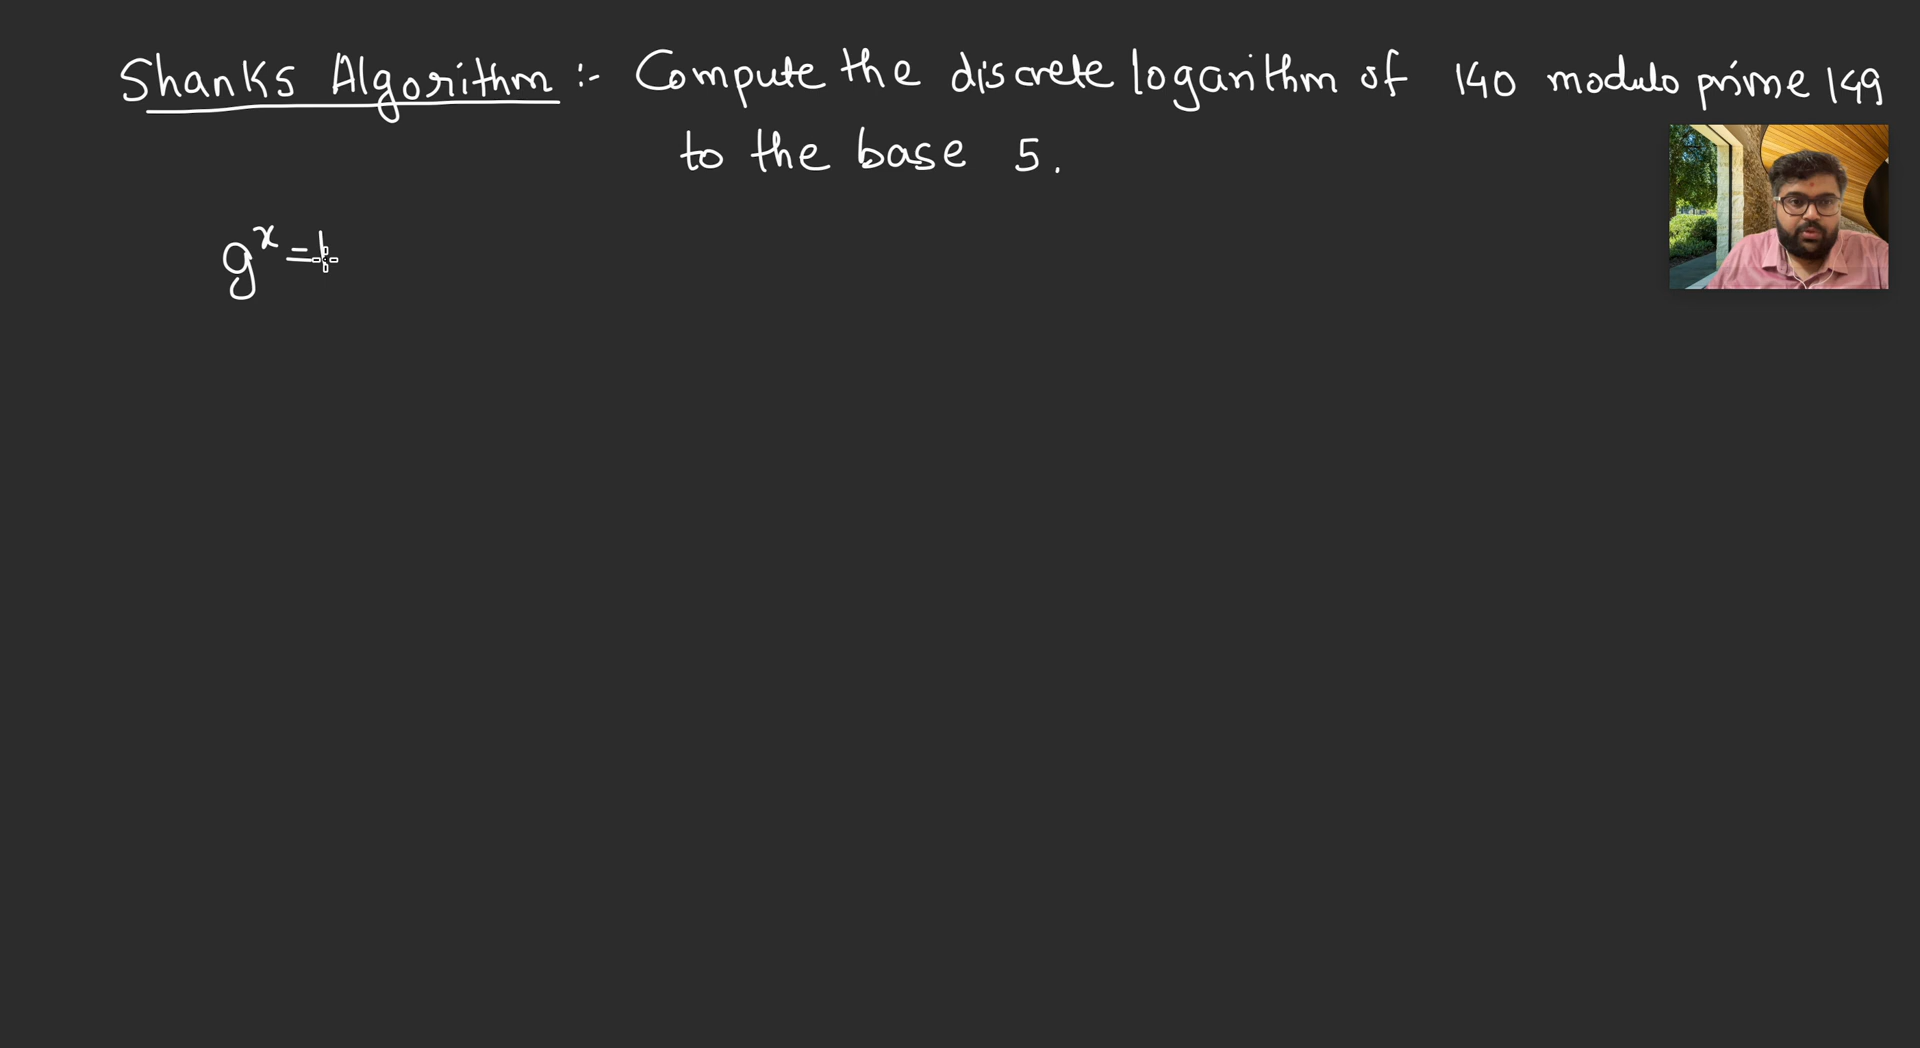 Shanks Algorithm :- Compute the discrete logarithm of 140 modulo prime 149
to the base 5.
g^x =